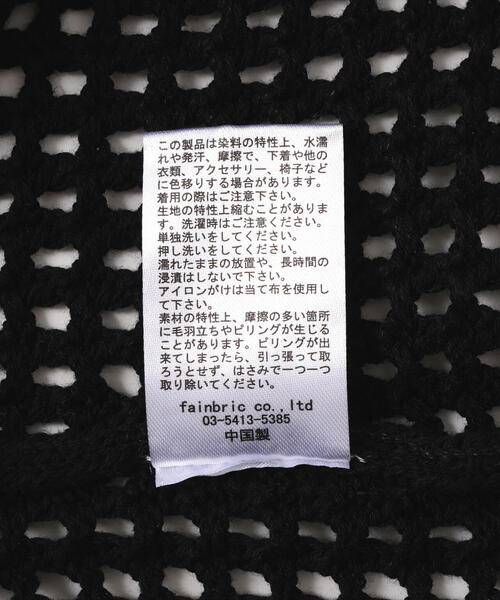 この製品は染料の特性上、水濡
れや発汗、摩擦で、下着や他の
衣類、アクセサリー、椅子など
に色移りする場合があります。
着用の際はご注意下さい。
生地の特性上縮むことがありま
す。洗濯時はご注意ください。
単独洗いをしてください。
押し洗いをしてください。
濡れたままの放置や、長時間の
浸漬はしないで下さい。
アイロンがけは当て布を使用し
て下さい。
素材の特性上、摩擦の多い箇所
に毛羽立ちやピリングが生じる
ことがあります。ピリングが出
来てしまったら、引っ張って取
ろうとせず、はさみで一つ一つ
取り除いてください。
fainbric co.,ltd
03-5413-5385
中国製